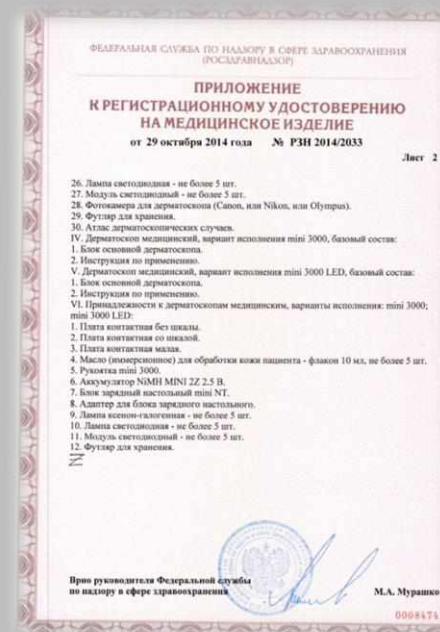 ФЕДЕРАЛЬНАЯ СЛУЖБА ПО НАДЗОРУ В СФЕРЕ ЗДРАВООХРАНЕНИЯ
(РОСЗДРАВНАДЗОР)
ПРИЛОЖЕНИЕ
К РЕГИСТРАЦИОННОМУ УДОСТОВЕРЕНИЮ
НА МЕДИЦИНСКОЕ ИЗДЕЛИЕ
от 29 октября 2014 года № РЗН 2014/2033
Лист 2
26. Лампа светодиодная - не более 5 шт.
27. Модуль светодиодный - не более 5 шт.
28. Фотокамера для дерматоскопа (Canon, или Nikon, или Olympus).
29. Футляр для хранения.
30. Атлас дерматоскопических случаев.
IV. Дерматоскоп медицинский, вариант исполнения mini 3000, базовый состав:
1. Блок основной дерматоскопа.
2. Инструкция по применению.
V. Дерматоскоп медицинский, вариант исполнения mini 3000 LED, базовый состав:
1. Блок основной дерматоскопа.
2. Инструкция по применению.
VI. Принадлежности к дерматоскопам медицинским, варианты исполнения: mini 3000;
mini 3000 LED:
1. Плата контактная без шкалы.
2. Плата контактная со шкалой.
3. Плата контактная малая.
4. Масло (иммерсионное) для обработки кожи пациента - флакон 10 мл, не более 5 шт.
5. Рукоятка mini 3000.
6. Аккумулятор NiMH MINI 2Z 2.5 В.
7. Блок зарядный настольный mini NT.
8. Адаптер для блока зарядного настольного.
9. Лампа ксенон-галогенная - не более 5 шт.
10. Лампа светодиодная - не более 5 шт.
11. Модуль светодиодный - не более 5 шт.
12. Футляр для хранения.
Врио руководителя Федеральной службы
по надзору в сфере здравоохранения
М.А. Мурашко
0008474